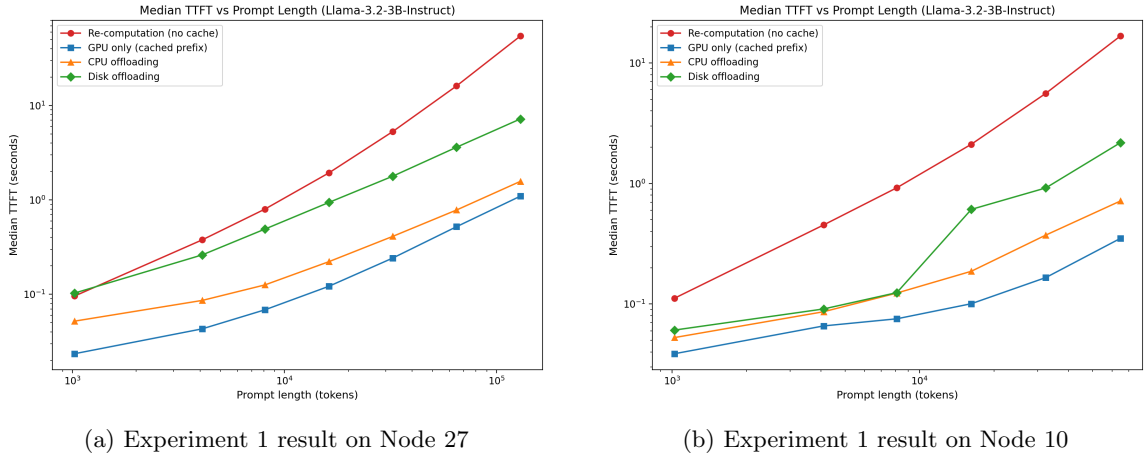 Median TTFT vs Prompt Length (Llama-3.2-3B-Instruct)
Re-computation (no cache)
GPU only (cached prefix)
CPU offloading
Disk offloading
Median TTFT (seconds)
10¹
10⁰
10⁻¹
10³
10⁴
10⁵
Prompt length (tokens)
(a) Experiment 1 result on Node 27
Median TTFT vs Prompt Length (Llama-3.2-3B-Instruct)
Re-computation (no cache)
GPU only (cached prefix)
CPU offloading
Disk offloading
Median TTFT (seconds)
10¹
10⁰
10⁻¹
10³
10⁴
Prompt length (tokens)
(b) Experiment 1 result on Node 10